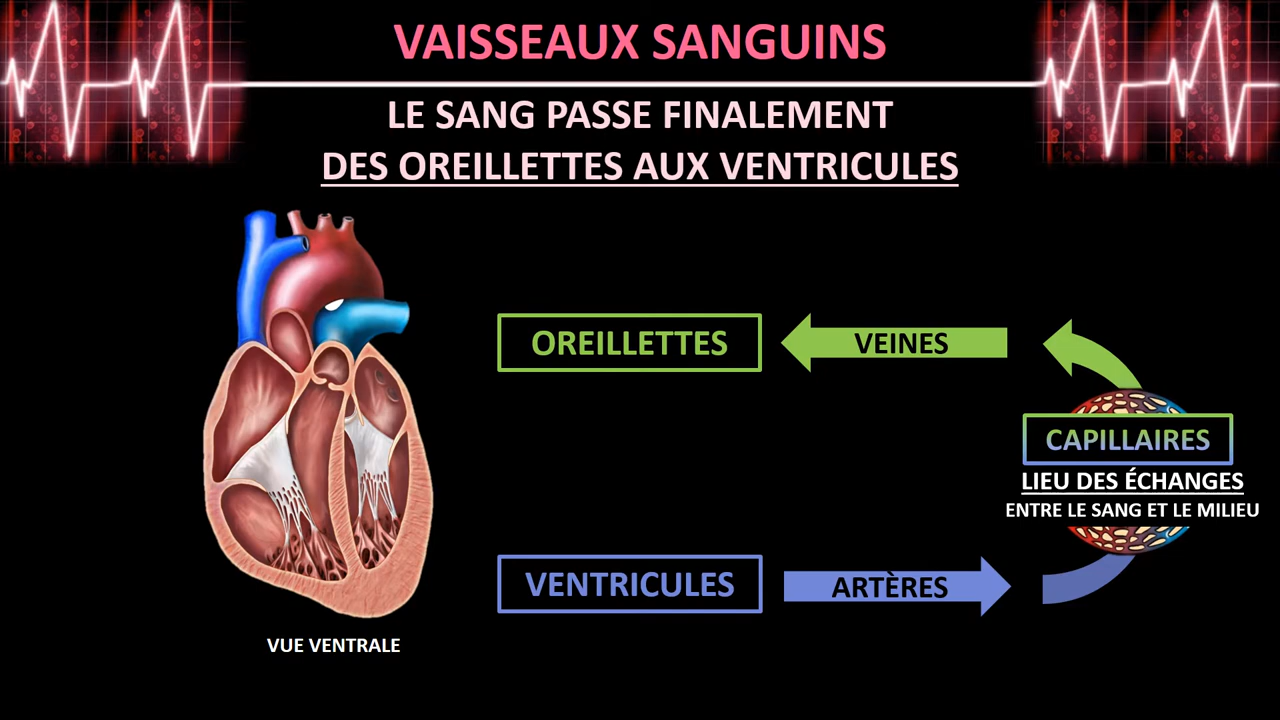 VAISSEAUX SANGUINS
LE SANG PASSE FINALEMENT
DES OREILLETTES AUX VENTRICULES
OREILLETTES
VEINES
CAPILLAIRES
LIEU DES ÉCHANGES
ENTRE LE SANG ET LE MILIEU
VENTRICULES
ARTÈRES
VUE VENTRALE